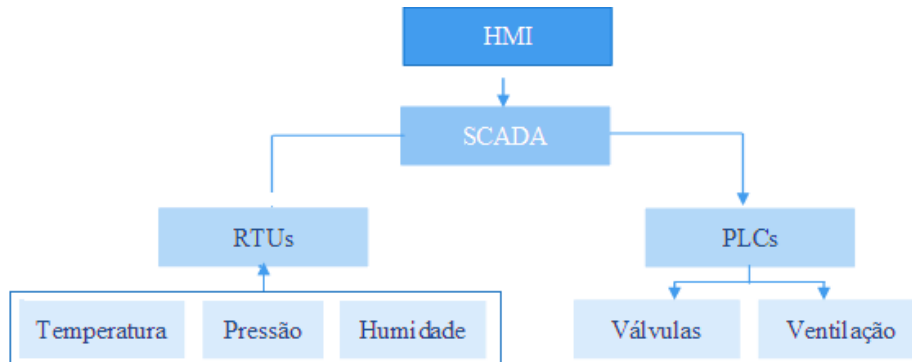 HMI
SCADA
RTUs
PLCs
Temperatura
Pressão
Humidade
Válvulas
Ventilação